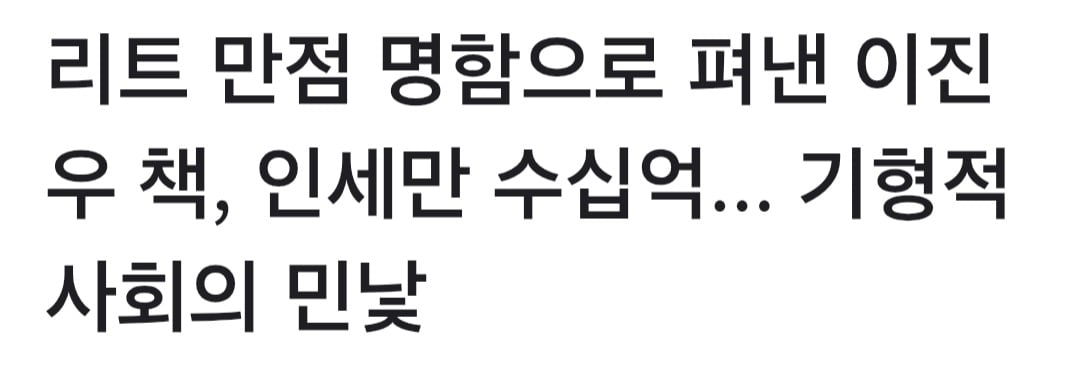 리트 만점 명함으로 펴낸 이진
우 책, 인세만 수십억... 기형적
사회의 민낯